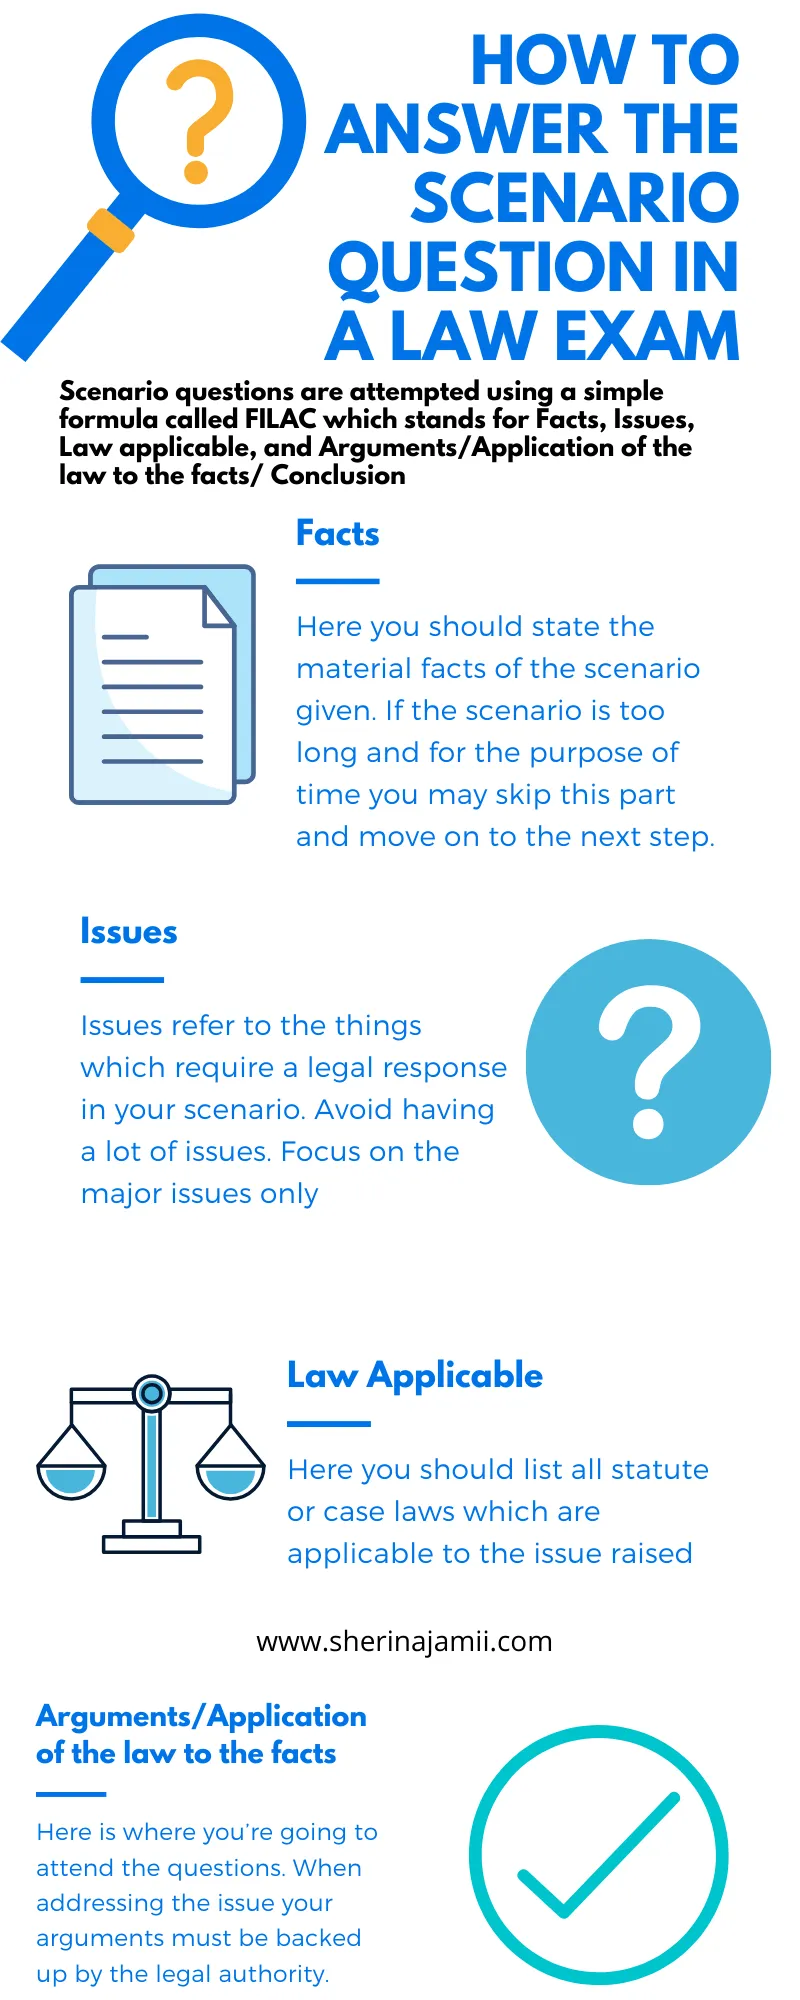 HOW TO
ANSWER THE
SCENARIO
QUESTION IN
A LAW EXAM
Scenario questions are attempted using a simple
formula called FILAC which stands for Facts, Issues,
Law applicable, and Arguments/Application of the
law to the facts/ Conclusion
Facts
Here you should state the
material facts of the scenario
given. If the scenario is too
long and for the purpose of
time you may skip this part
and move on to the next step.
Issues
Issues refer to the things
which require a legal response
in your scenario. Avoid having
a lot of issues. Focus on the
major issues only
Law Applicable
Here you should list all statute
or case laws which are
applicable to the issue raised
www.sherinajamii.com
Arguments/Application
of the law to the facts
Here is where you're going to
attend the questions. When
addressing the issue your
arguments must be backed
up by the legal authority.